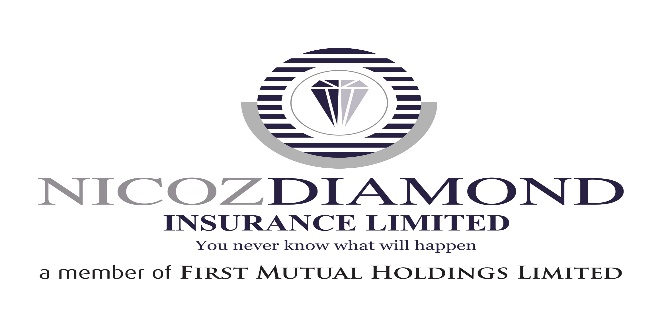 NICOZDIAMOND
INSURANCE LIMITED
You never know what will happen
a member of FIRST MUTUAL HOLDINGS LIMITED